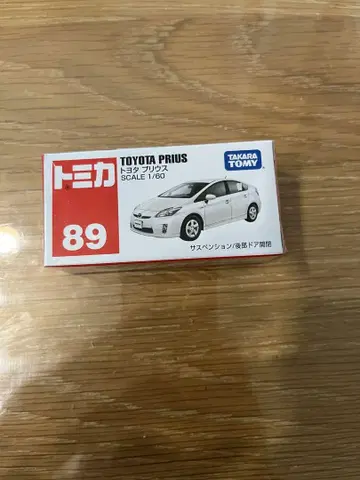 トミカ
89
TOYOTA PRIUS
トヨタ プリウス
SCALE 1/60
TAKARA
TOMY
サスペンション/後部ドア開閉